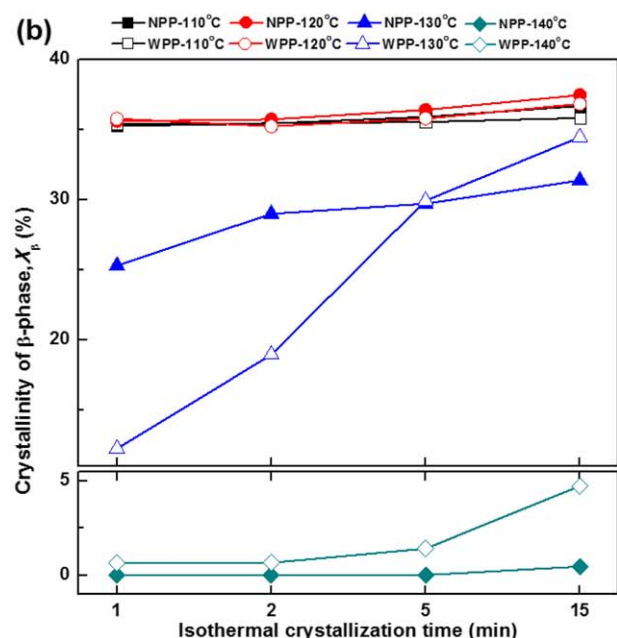 (b)
NPP-110°C NPP-120°C NPP-130°C NPP-140°C
WPP-110°C WPP-120°C WPP-130°C WPP-140°C
40
30
20
5
0
Crystallinity of β-phase, Xβ (%)
1 2 5 15
Isothermal crystallization time (min)